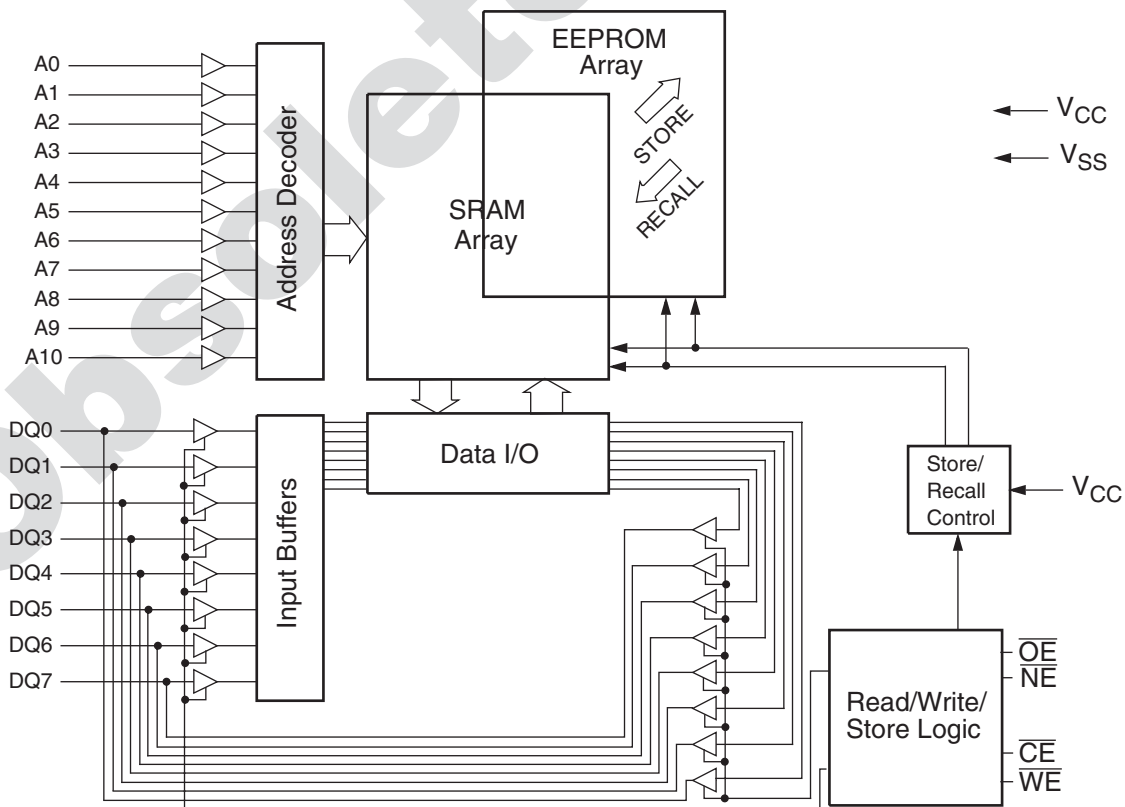 EEPROM
Array
STORE
RECALL
SRAM
Array
Address Decoder
A0
A1
A2
A3
A4
A5
A6
A7
A8
A9
A10
VCC
VSS
DQ0
DQ1
DQ2
DQ3
DQ4
DQ5
DQ6
DQ7
Input Buffers
Data I/O
Store/
Recall
Control
VCC
Read/Write/
Store Logic
OE
NE
CE
WE
Obsolete